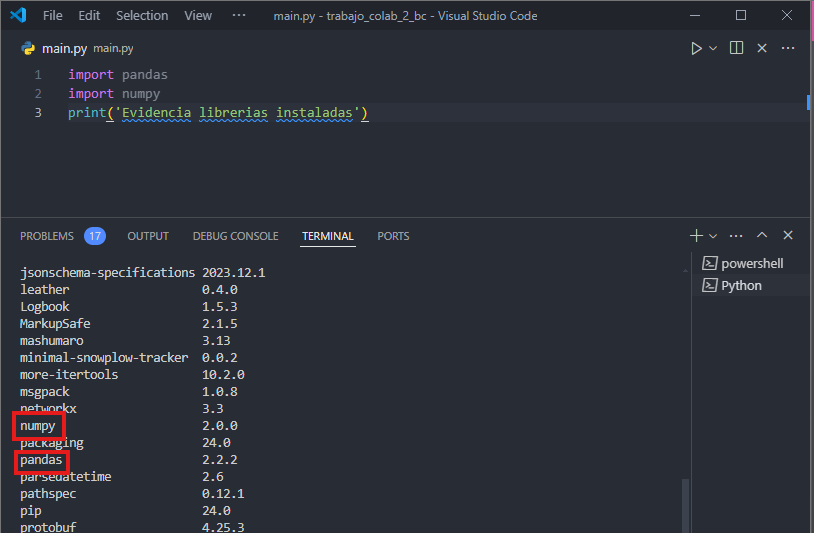 File Edit Selection View ··· main.py - trabajo_colab_2_bc - Visual Studio Code
main.py main.py
1 import pandas
2 import numpy
3 print('Evidencia librerias instaladas')
PROBLEMS 17 OUTPUT DEBUG CONSOLE TERMINAL PORTS
powershell
Python
jsonschema-specifications 2023.12.1
leather 0.4.0
Logbook 1.5.3
MarkupSafe 2.1.5
mashumaro 3.13
minimal-snowplow-tracker 0.0.2
more-itertools 10.2.0
msgpack 1.0.8
networkx 3.3
numpy 2.0.0
packaging 24.0
pandas 2.2.2
parsedatetime 2.6
pathspec 0.12.1
pip 24.0
protobuf 4.25.3